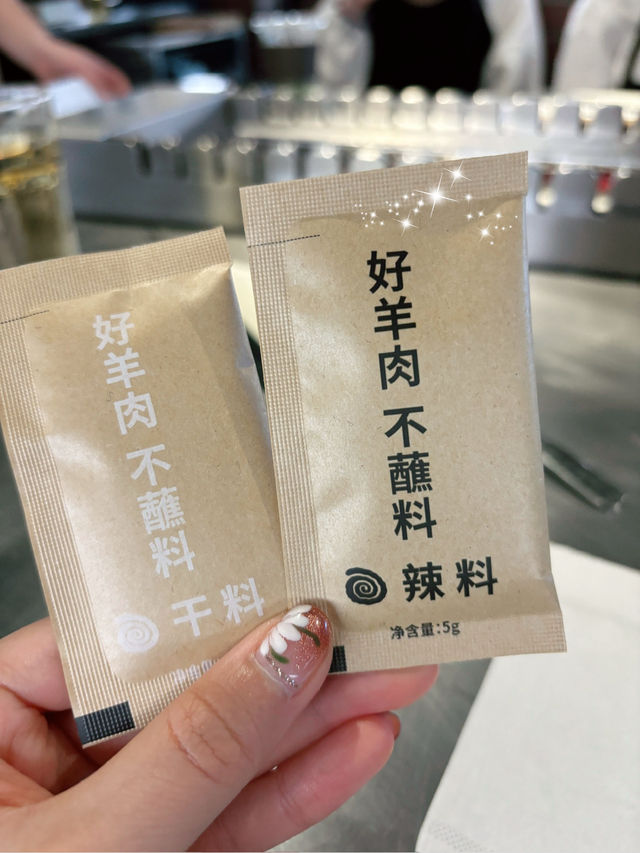 好羊肉 不蘸料
干料
好羊肉 不蘸料
辣料
净含量:5g